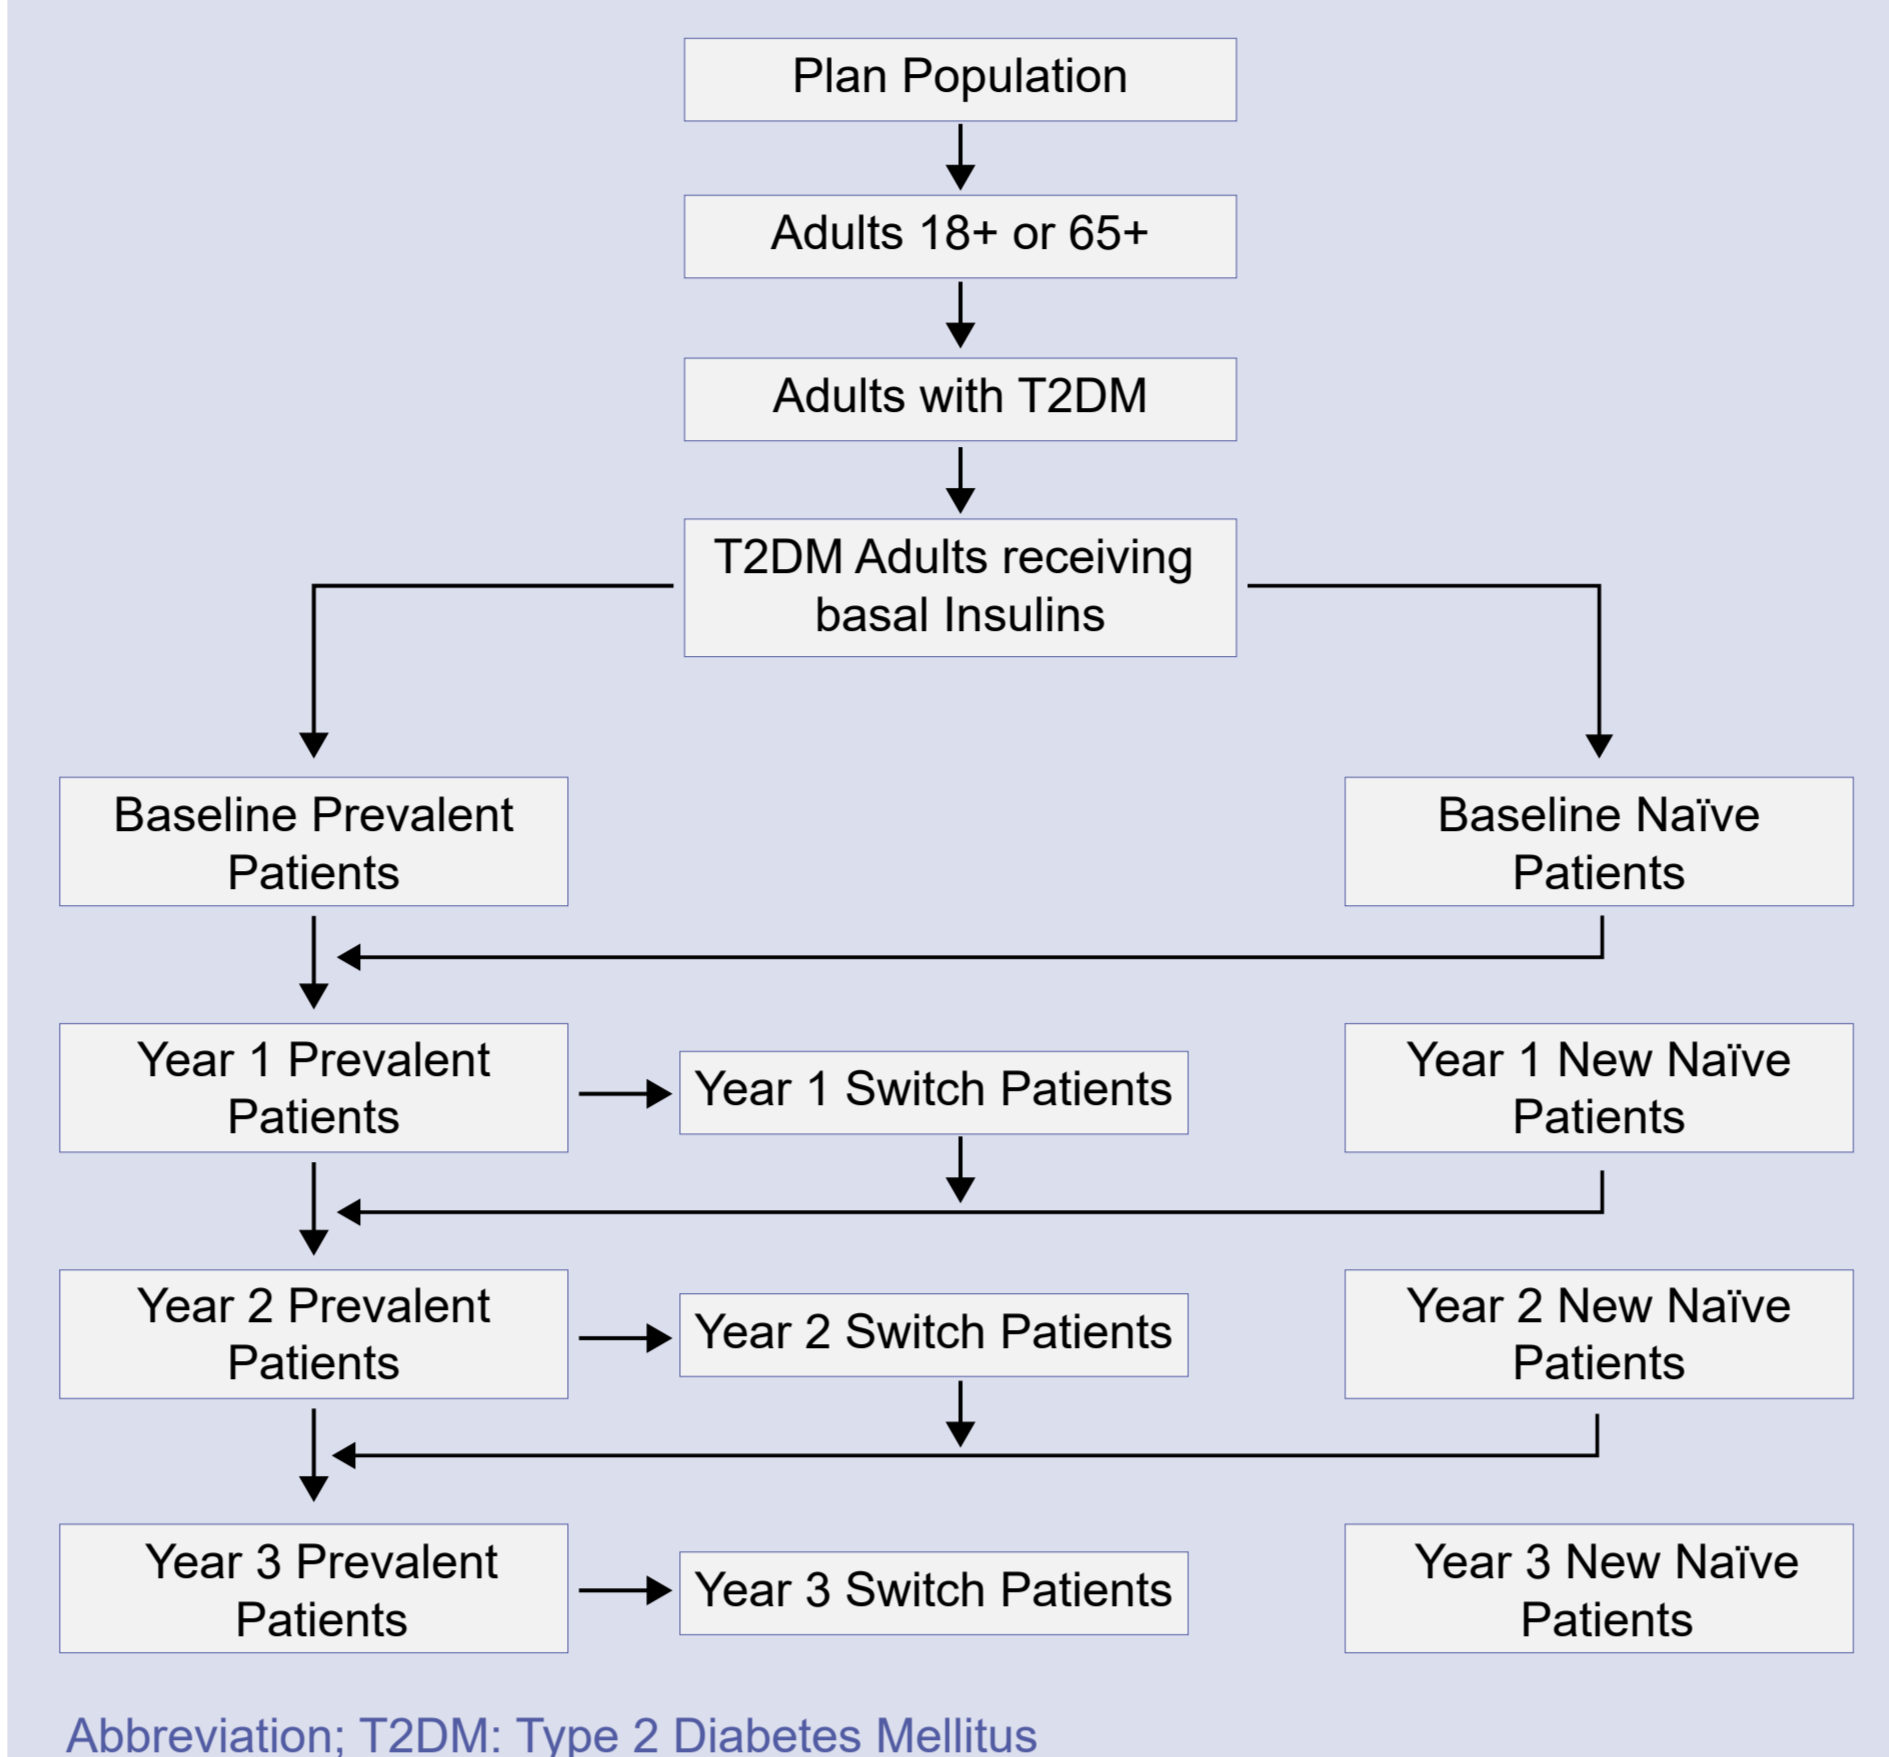 Plan Population
Adults 18+ or 65+
Adults with T2DM
T2DM Adults receiving
basal Insulins
Baseline Prevalent
Patients
Baseline Naïve
Patients
Year 1 Prevalent
Patients
Year 1 Switch Patients
Year 1 New Naïve
Patients
Year 2 Prevalent
Patients
Year 2 Switch Patients
Year 2 New Naïve
Patients
Year 3 Prevalent
Patients
Year 3 Switch Patients
Year 3 New Naïve
Patients
Abbreviation; T2DM: Type 2 Diabetes Mellitus